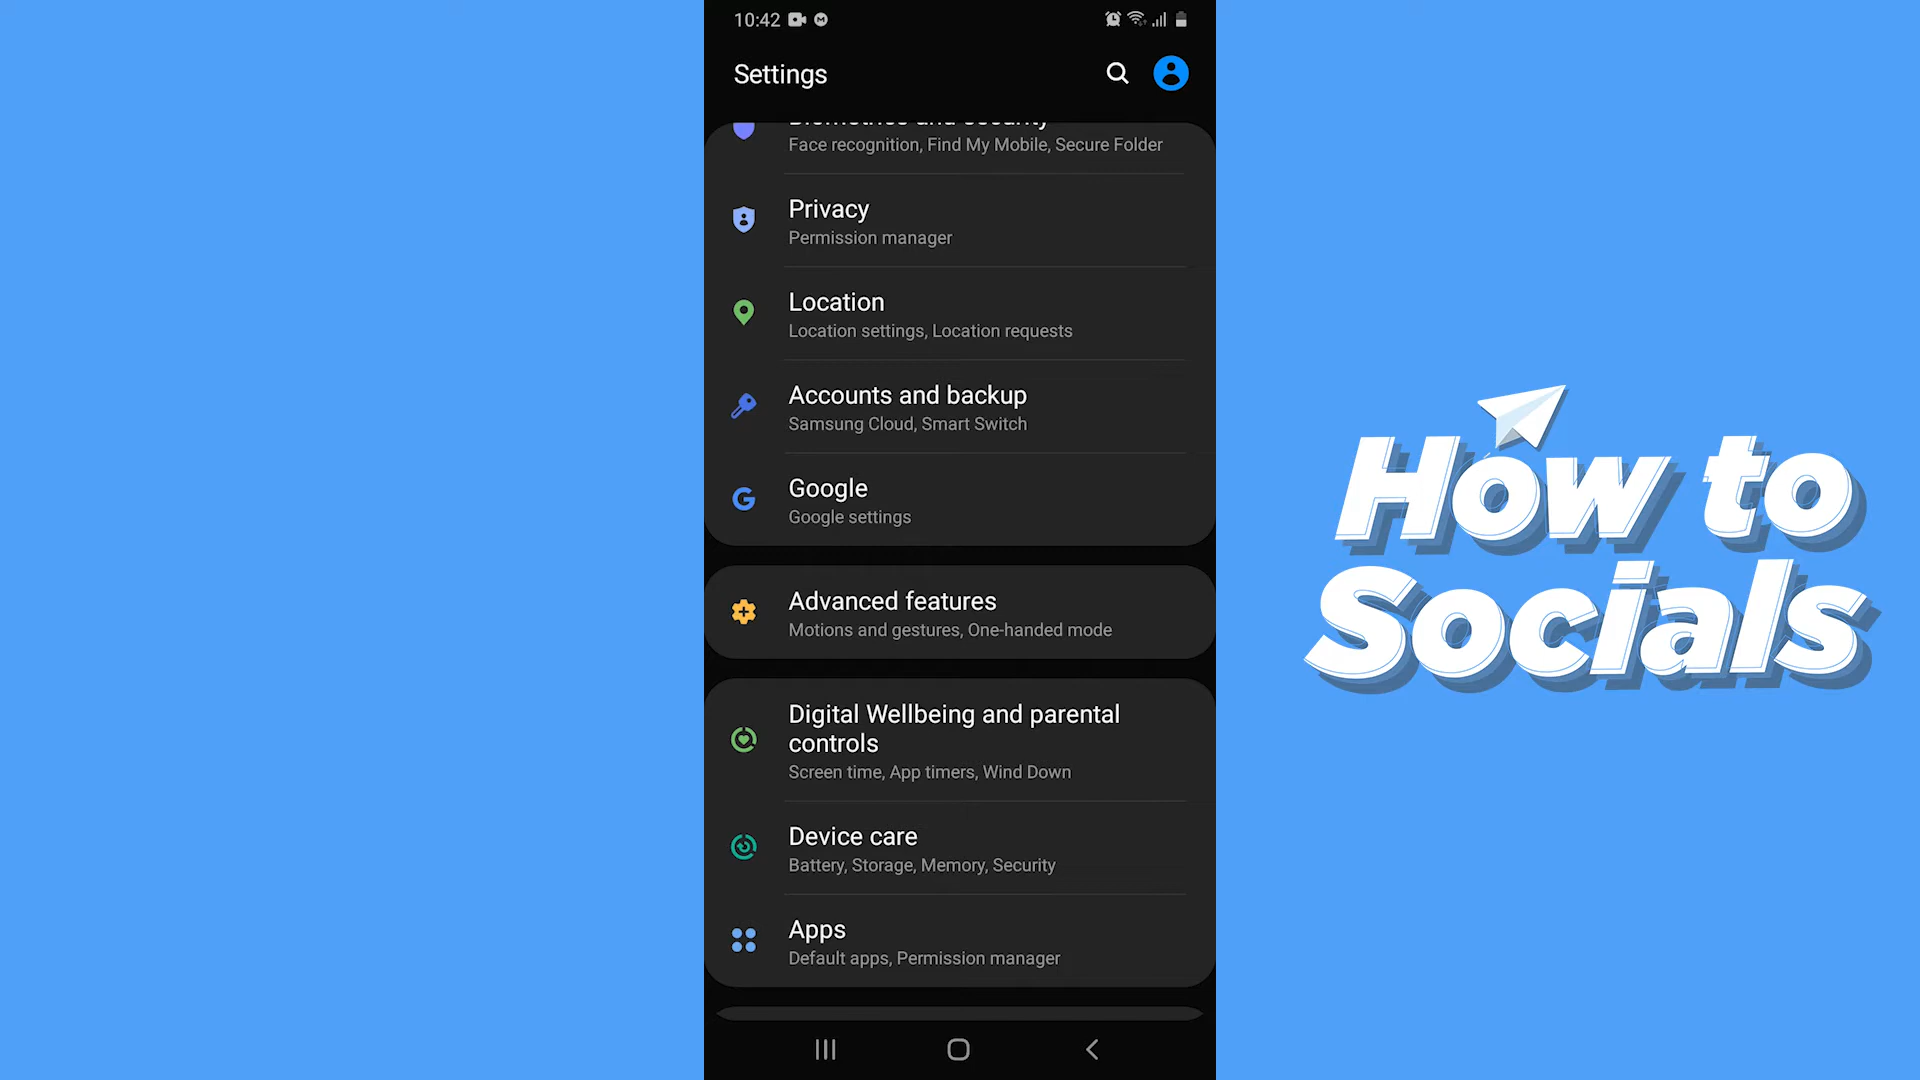 10:42
Settings
Biometrics and security
Face recognition, Find My Mobile, Secure Folder
Privacy
Permission manager
Location
Location settings, Location requests
Accounts and backup
Samsung Cloud, Smart Switch
Google
Google settings
Advanced features
Motions and gestures, One-handed mode
Digital Wellbeing and parental
controls
Screen time, App timers, Wind Down
Device care
Battery, Storage, Memory, Security
Apps
Default apps, Permission manager
How to
Socials